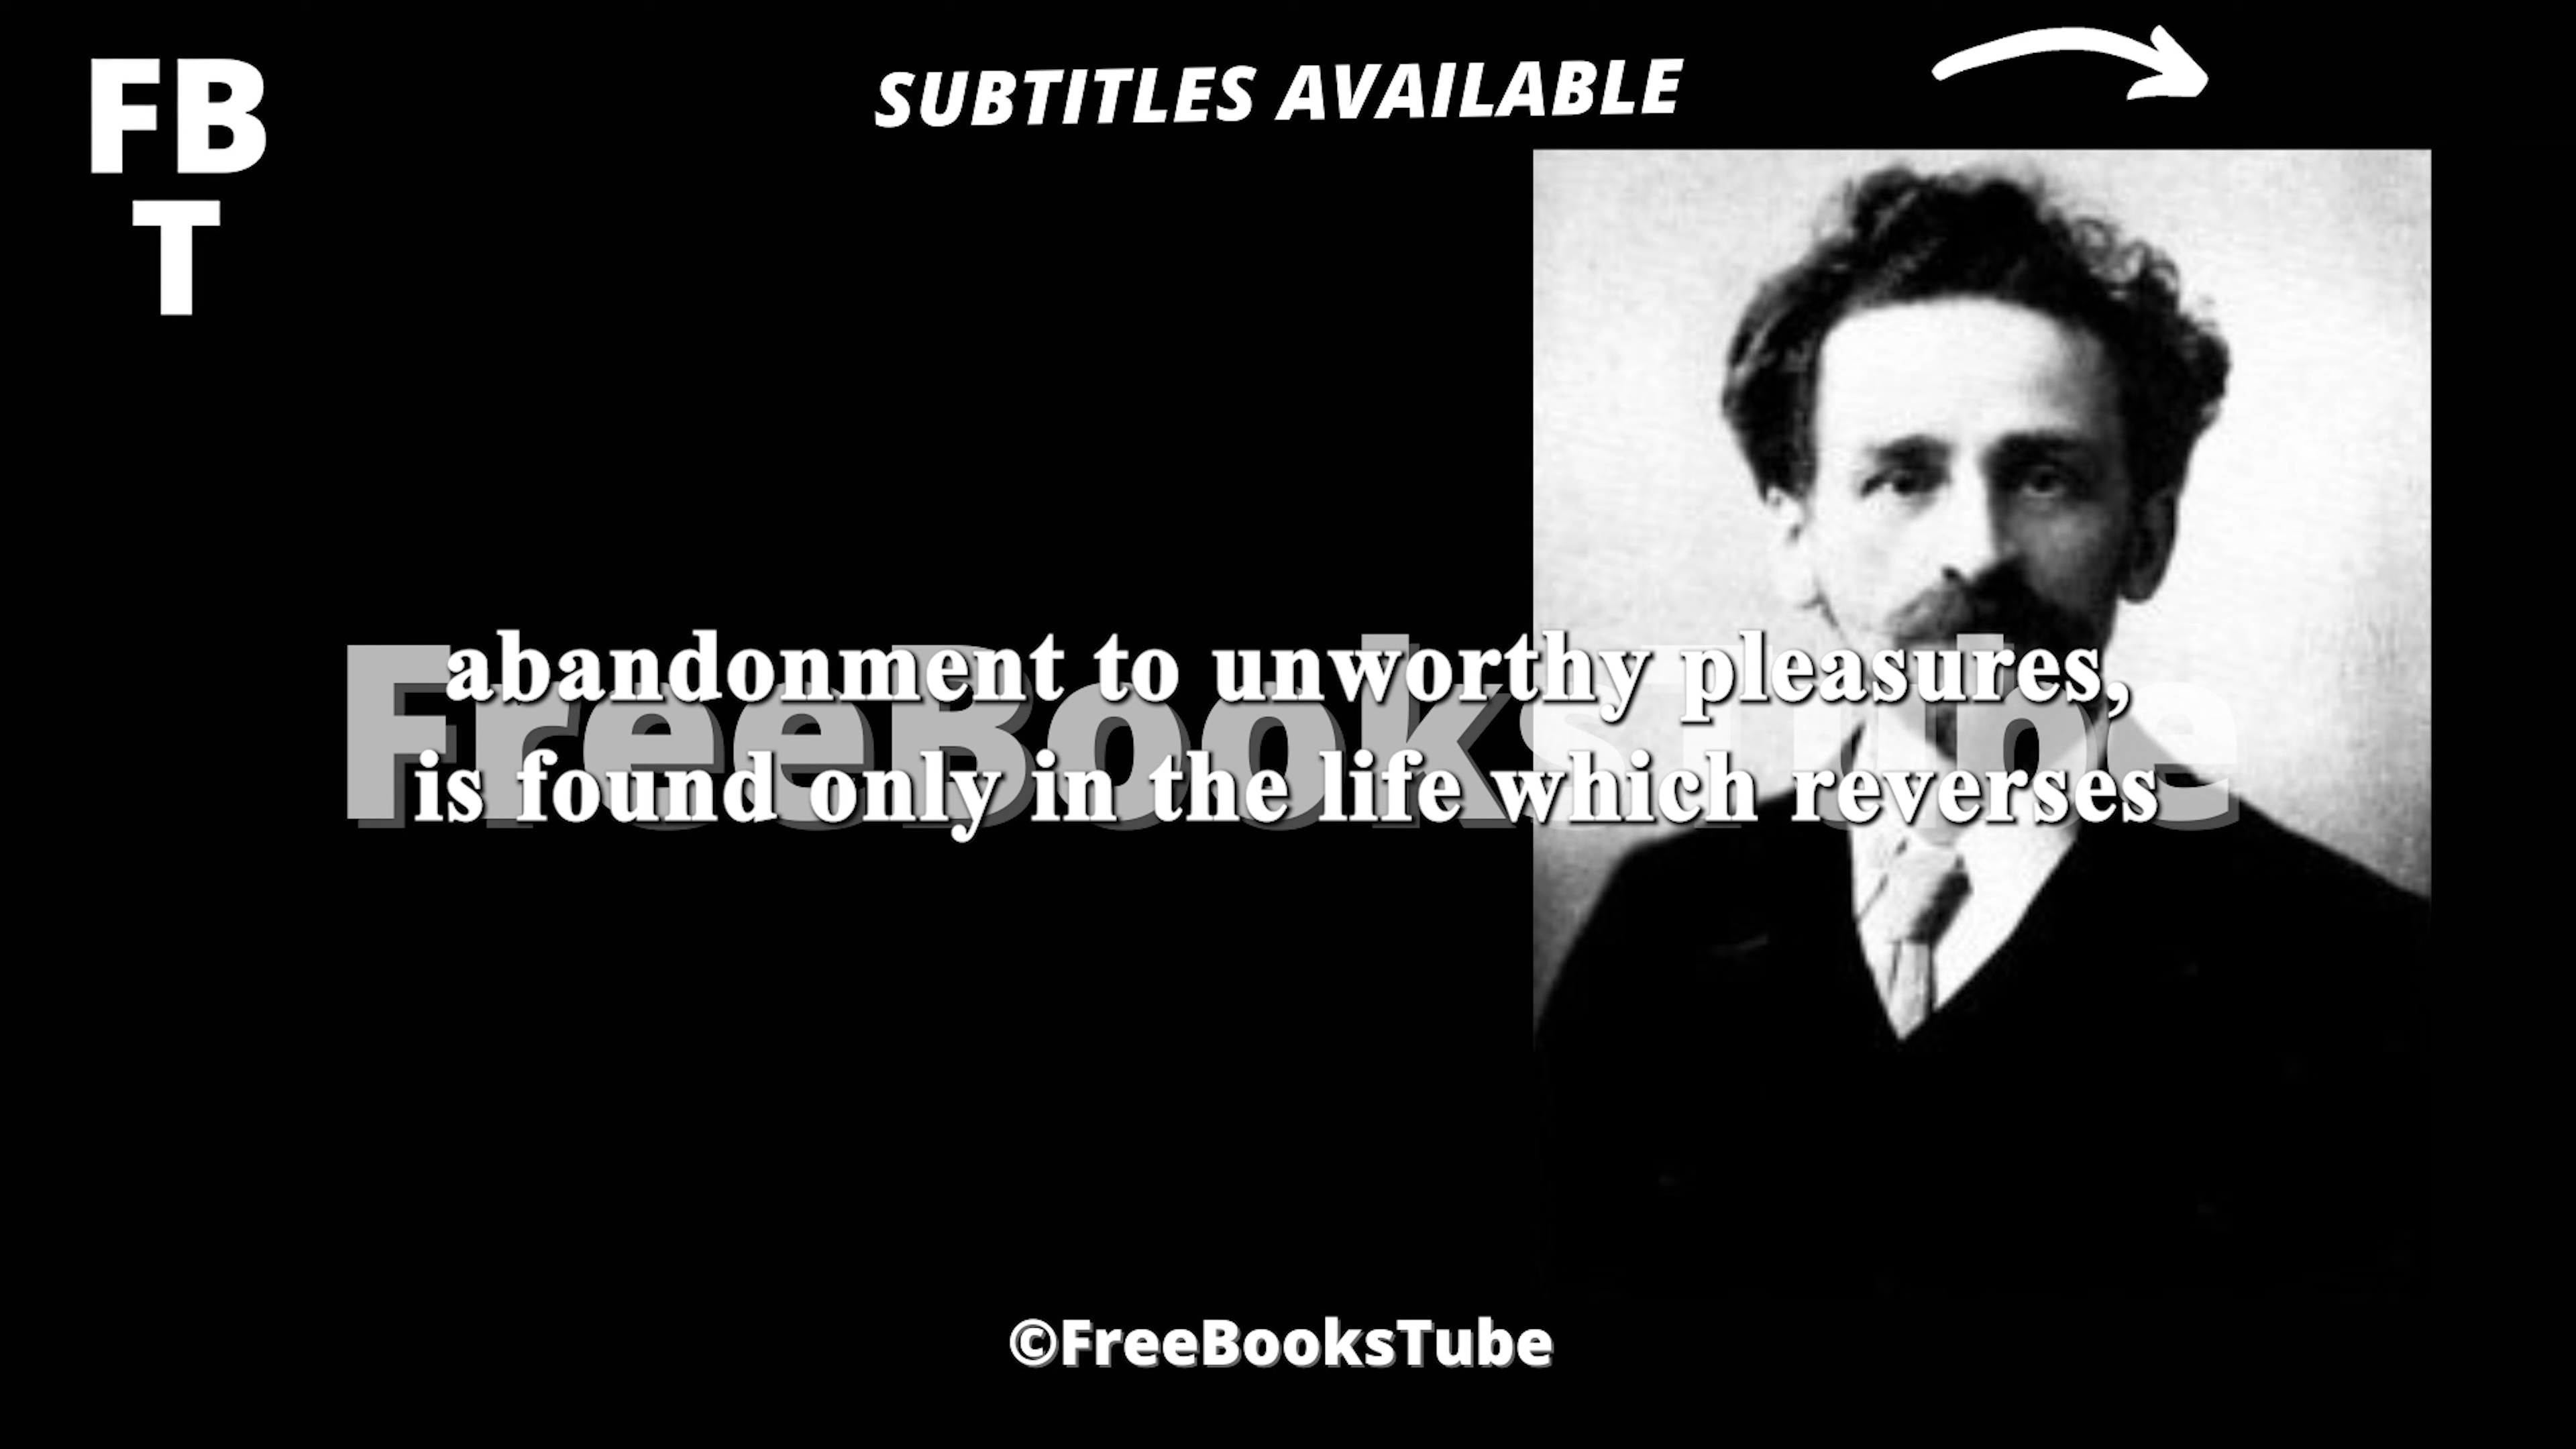 FB
T
SUBTITLES AVAILABLE
abandonment to unworthy pleasures,
FreeBooksTube
is found only in the life which reverses
©FreeBooksTube